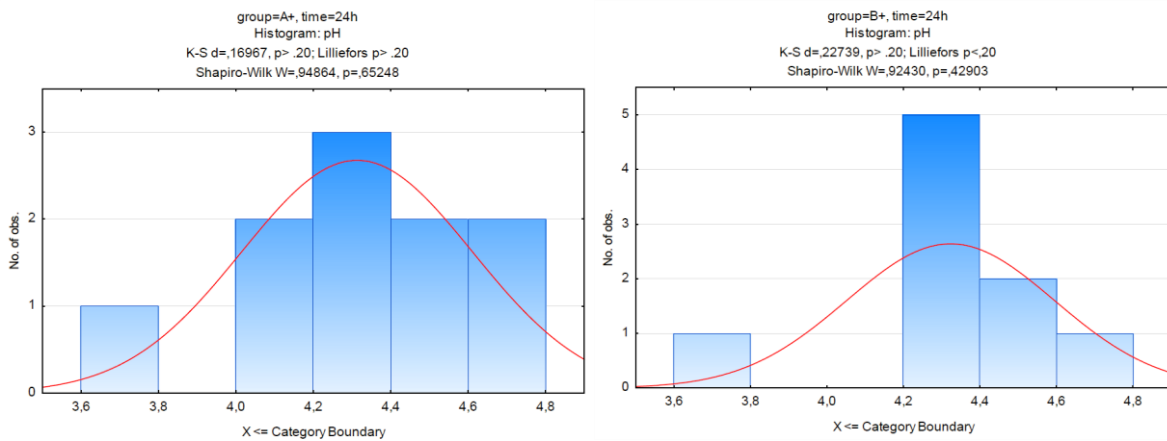 group=A+, time=24h
Histogram: pH
K-S d=,16967, p> .20; Lilliefors p> .20
Shapiro-Wilk W=,94864, p=,65248
3
2
1
0
No. of obs.
3,6 3,8 4,0 4,2 4,4 4,6 4,8
X <= Category Boundary
group=B+, time=24h
Histogram: pH
K-S d=,22739, p> .20; Lilliefors p<,20
Shapiro-Wilk W=,92430, p=,42903
5
4
3
2
1
0
No. of obs.
3,6 3,8 4,0 4,2 4,4 4,6 4,8
X <= Category Boundary